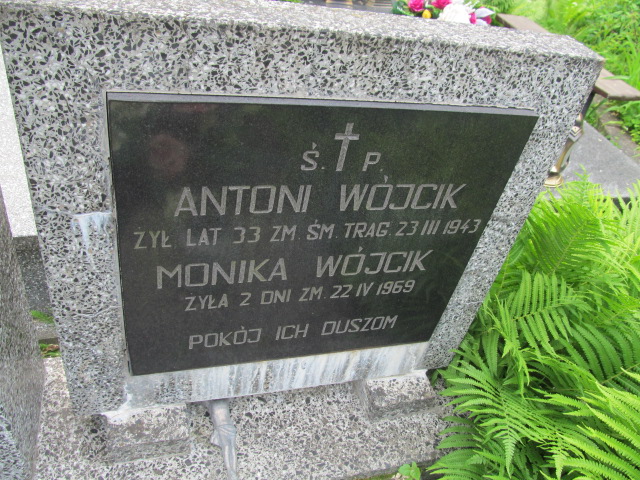 Ś. † P.
ANTONI WÓJCIK
ŻYŁ LAT 33 ZM. ŚM. TRAG. 23 III 1943
MONIKA WÓJCIK
ŻYŁA 2 DNI ZM. 22 IV 1969
POKÓJ ICH DUSZOM